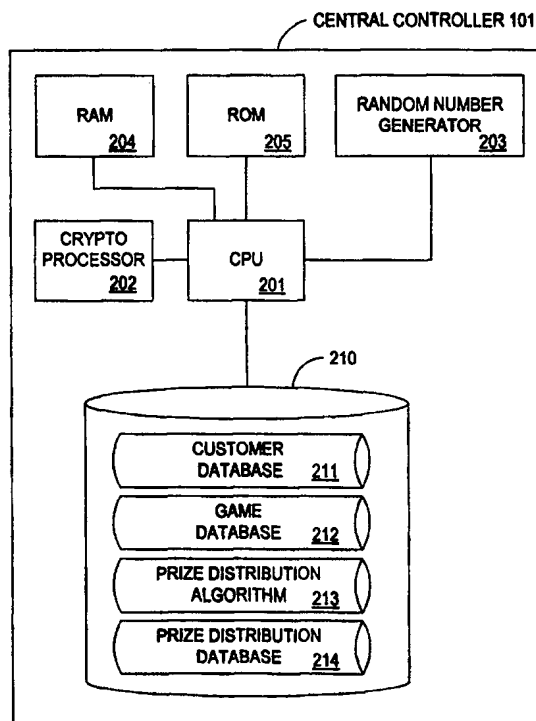 CENTRAL CONTROLLER 101
RAM
204
ROM
205
RANDOM NUMBER
GENERATOR
203
CRYPTO
PROCESSOR
202
CPU
201
210
CUSTOMER
DATABASE
211
GAME
DATABASE
212
PRIZE DISTRIBUTION
ALGORITHM
213
PRIZE DISTRIBUTION
DATABASE
214